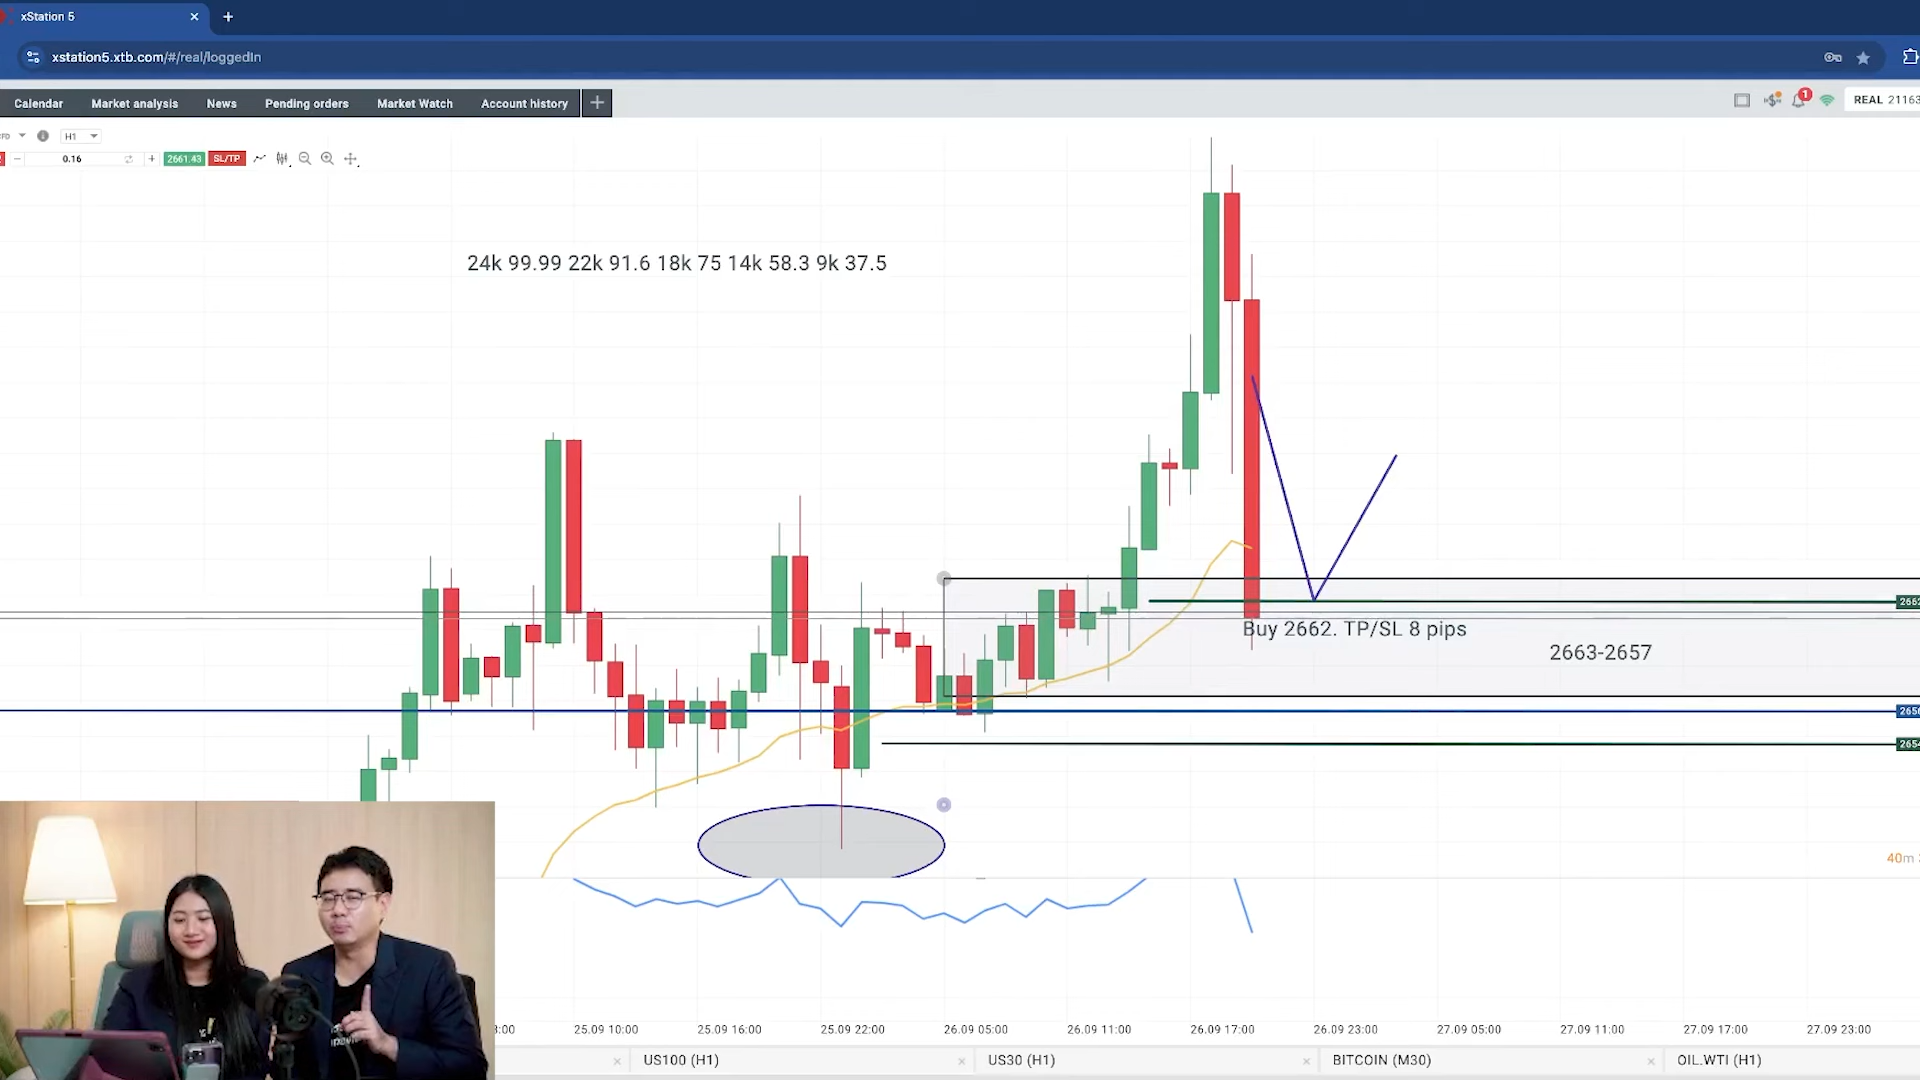 xStation 5
xstation5.xtb.com/#/real/loggedIn
Calendar Market analysis News Pending orders Market Watch Account history
1
REAL 21163
H1
0.16 2661.43 SL/TP
24k 99.99 22k 91.6 18k 75 14k 58.3 9k 37.5
Buy 2662. TP/SL 8 pips
2663-2657
40m
25.09 10:00 25.09 16:00 25.09 22:00 26.09 05:00 26.09 11:00 26.09 17:00 26.09 23:00 27.09 05:00 27.09 11:00 27.09 17:00 27.09 23:00
US100 (H1) US30 (H1) BITCOIN (M30) OIL.WTI (H1)